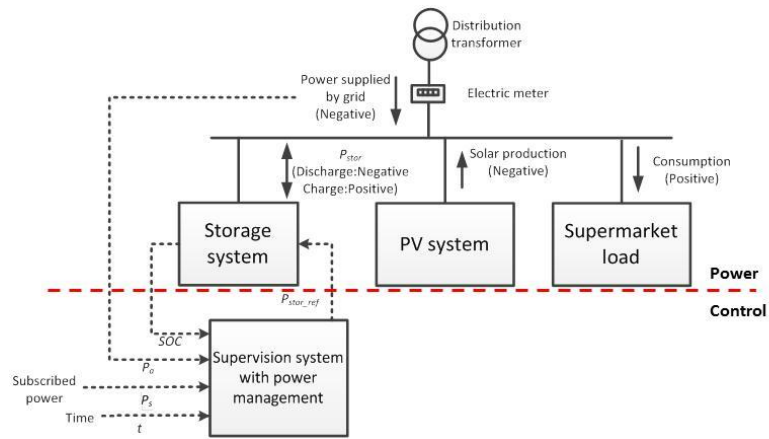 Distribution
transformer
Power supplied
by grid
(Negative)
Electric meter
P_stor
(Discharge:Negative
Charge:Positive)
Solar production
(Negative)
Consumption
(Positive)
Storage
system
PV system
Supermarket
load
Power
Control
P_stor_ref
SOC
Supervision system
with power
management
P_o
Subscribed
power
P_s
Time
t